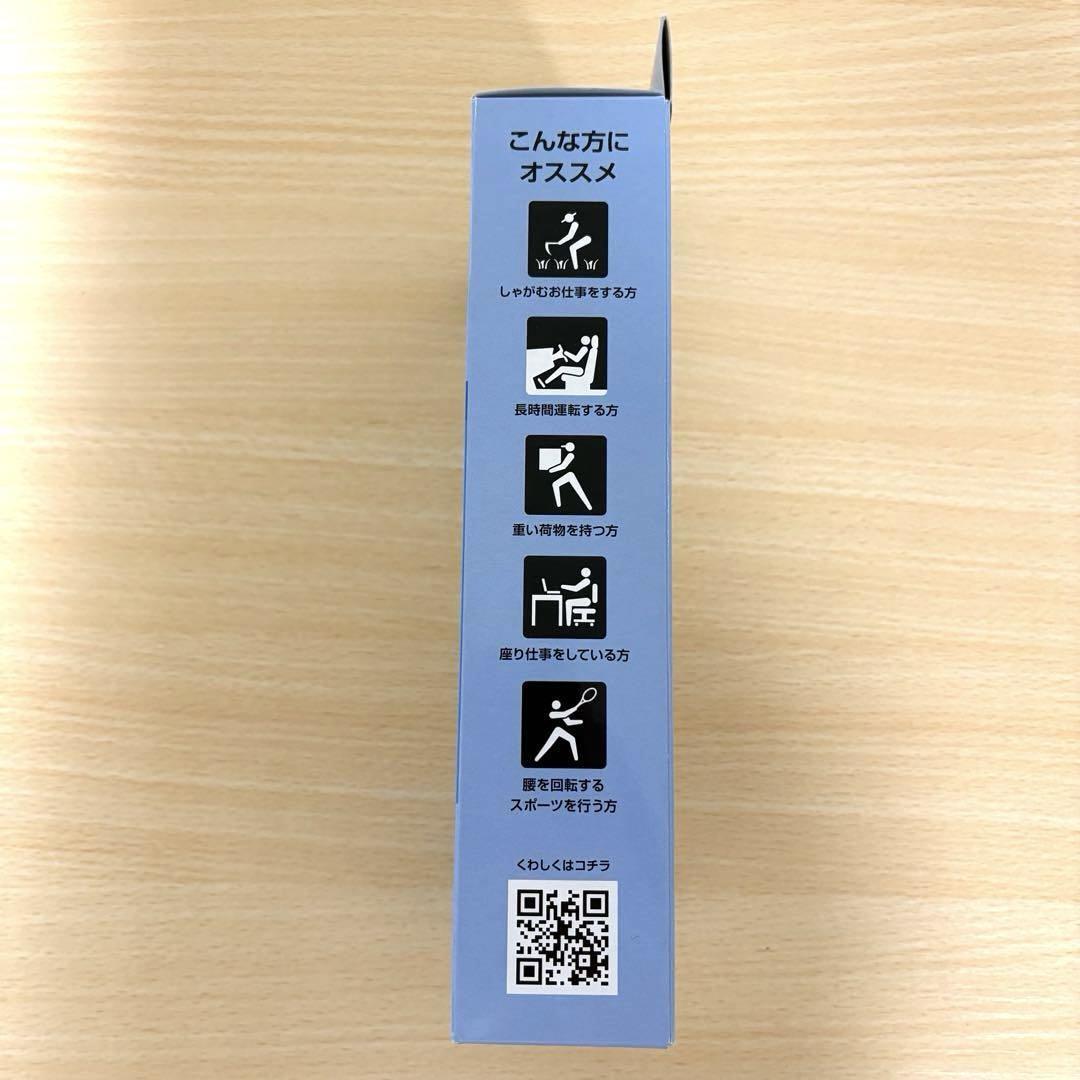 こんな方に
オススメ
しゃがむお仕事をする方
長時間運転する方
重い荷物を持つ方
座り仕事をしている方
腰を回転する
スポーツを行う方
くわしくはコチラ